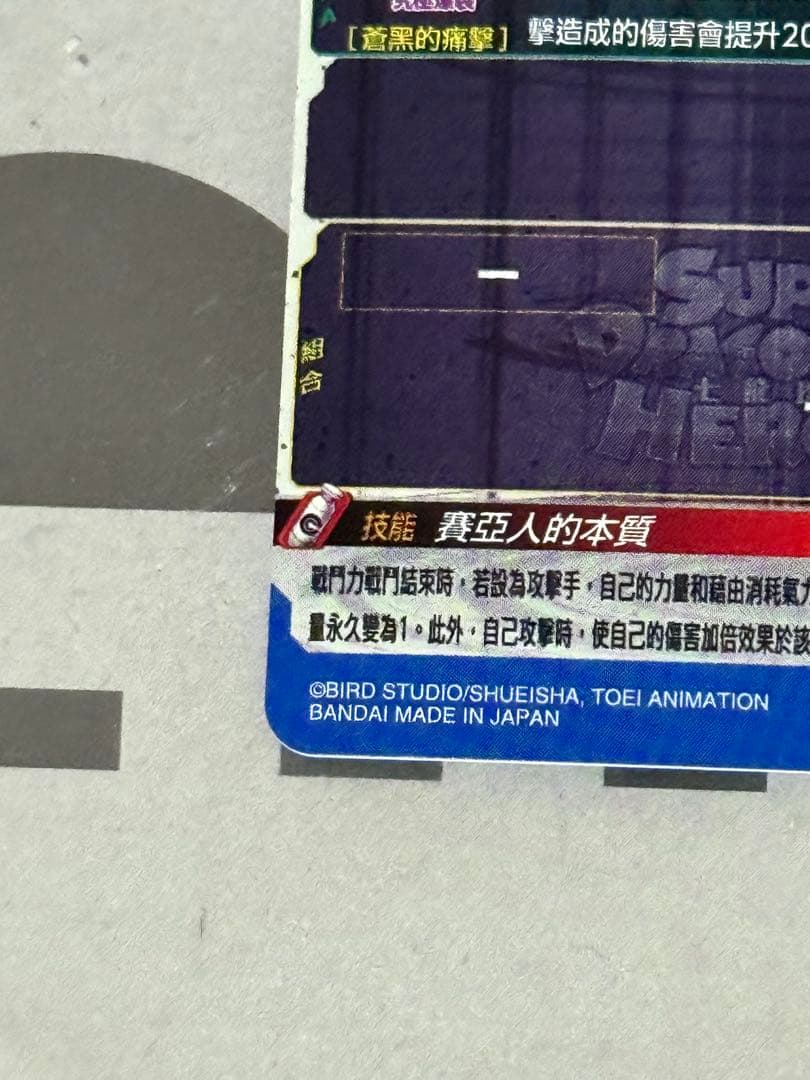 [蒼黑的痛擊] 擊造成的傷害會提升20
–
SUP
DRAGO
HER
組合
技能 賽亞人的本質
戰鬥力戰鬥結束時，若設為攻擊手，自己的力量和藉由消耗氣力
量永久變為1。此外，自己攻擊時，使自己的傷害加倍效果於該
©BIRD STUDIO/SHUEISHA, TOEI ANIMATION
BANDAI MADE IN JAPAN